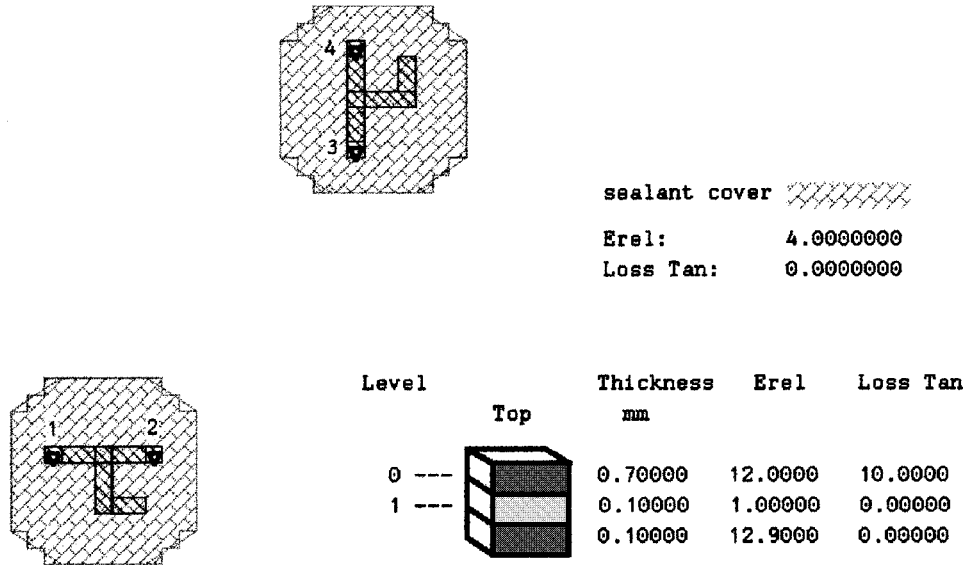 4
3
sealant cover
Erel: 4.0000000
Loss Tan: 0.0000000
Level Thickness Erel Loss Tan
Top mm
1 2
0 --- 0.70000 12.0000 10.0000
1 --- 0.10000 1.00000 0.00000
0.10000 12.9000 0.00000